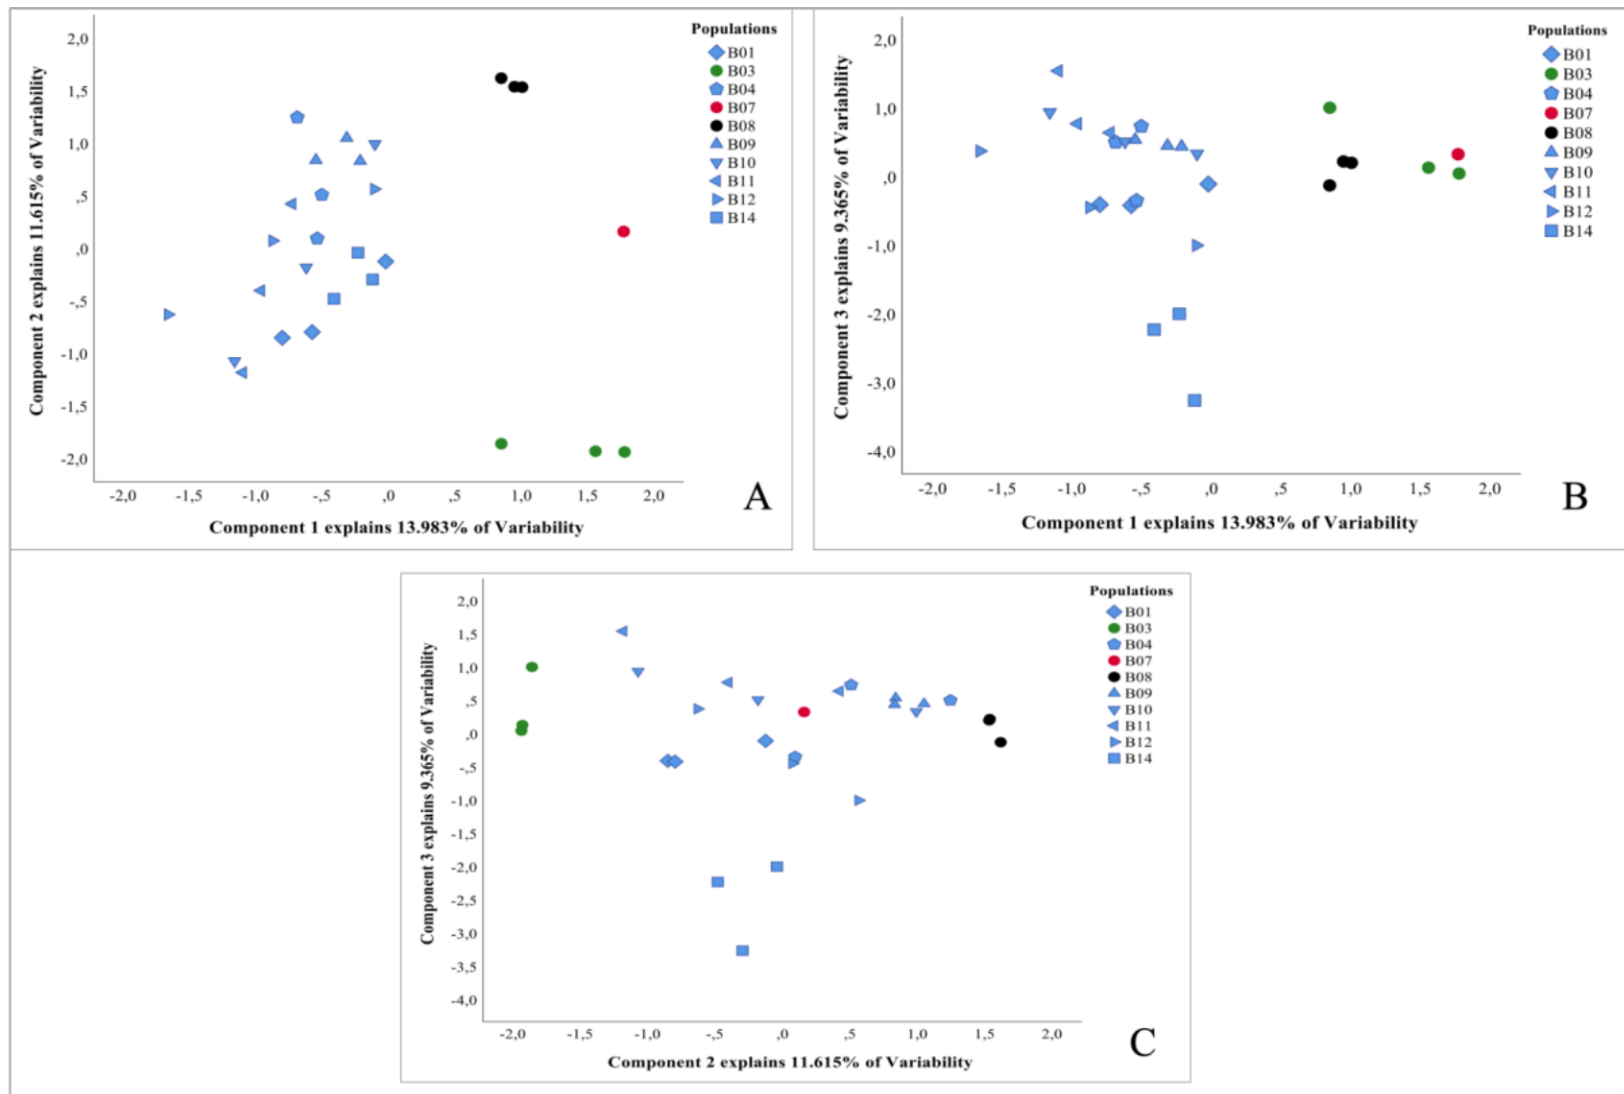 Populations
B01
B03
B04
B07
B08
B09
B10
B11
B12
B14
2,0
1,5
1,0
,5
,0
-,5
-1,0
-1,5
-2,0
Component 2 explains 11.615% of Variability
-2,0 -1,5 -1,0 -,5 ,0 ,5 1,0 1,5 2,0
Component 1 explains 13.983% of Variability
A
Populations
B01
B03
B04
B07
B08
B09
B10
B11
B12
B14
2,0
1,0
,0
-1,0
-2,0
-3,0
-4,0
Component 3 explains 9.365% of Variability
-2,0 -1,5 -1,0 -,5 ,0 ,5 1,0 1,5 2,0
Component 1 explains 13.983% of Variability
B
Populations
B01
B03
B04
B07
B08
B09
B10
B11
B12
B14
2,0
1,5
1,0
,5
,0
-,5
-1,0
-1,5
-2,0
-2,5
-3,0
-3,5
-4,0
Component 3 explains 9.365% of Variability
-2,0 -1,5 -1,0 -,5 ,0 ,5 1,0 1,5 2,0
Component 2 explains 11.615% of Variability
C